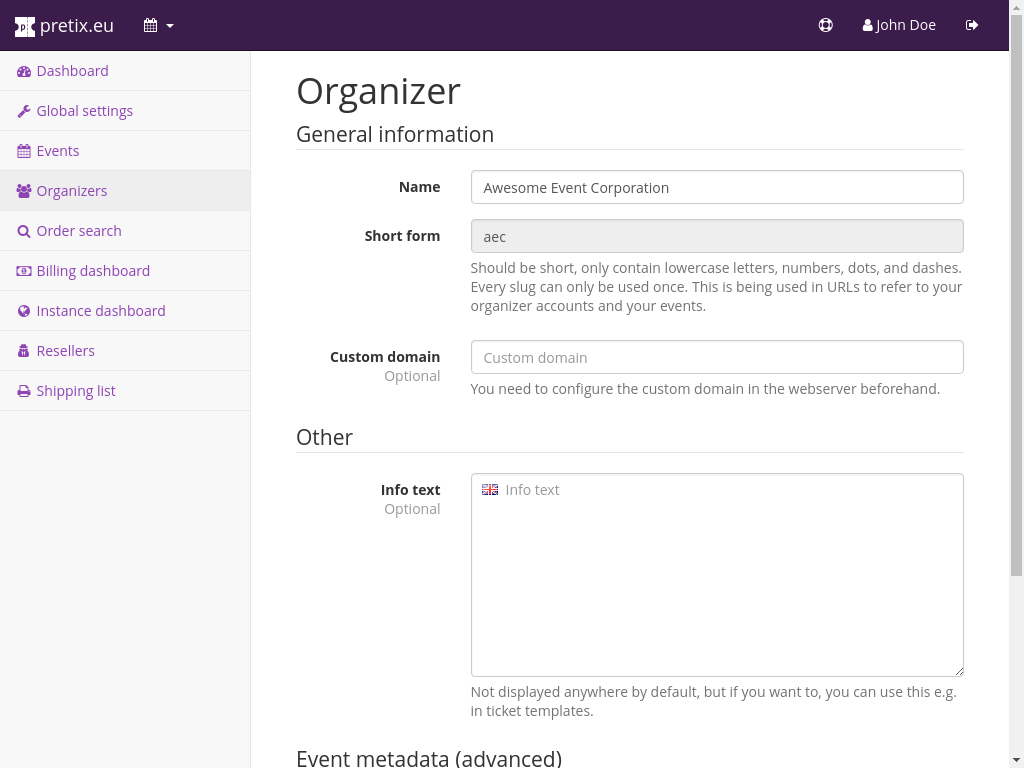 pretix.eu
John Doe
Dashboard
Global settings
Events
Organizers
Order search
Billing dashboard
Instance dashboard
Resellers
Shipping list
Organizer
General information
Name
Awesome Event Corporation
Short form
aec
Should be short, only contain lowercase letters, numbers, dots, and dashes.
Every slug can only be used once. This is being used in URLs to refer to your
organizer accounts and your events.
Custom domain
Optional
Custom domain
You need to configure the custom domain in the webserver beforehand.
Other
Info text
Optional
Info text
Not displayed anywhere by default, but if you want to, you can use this e.g.
in ticket templates.
Event metadata (advanced)